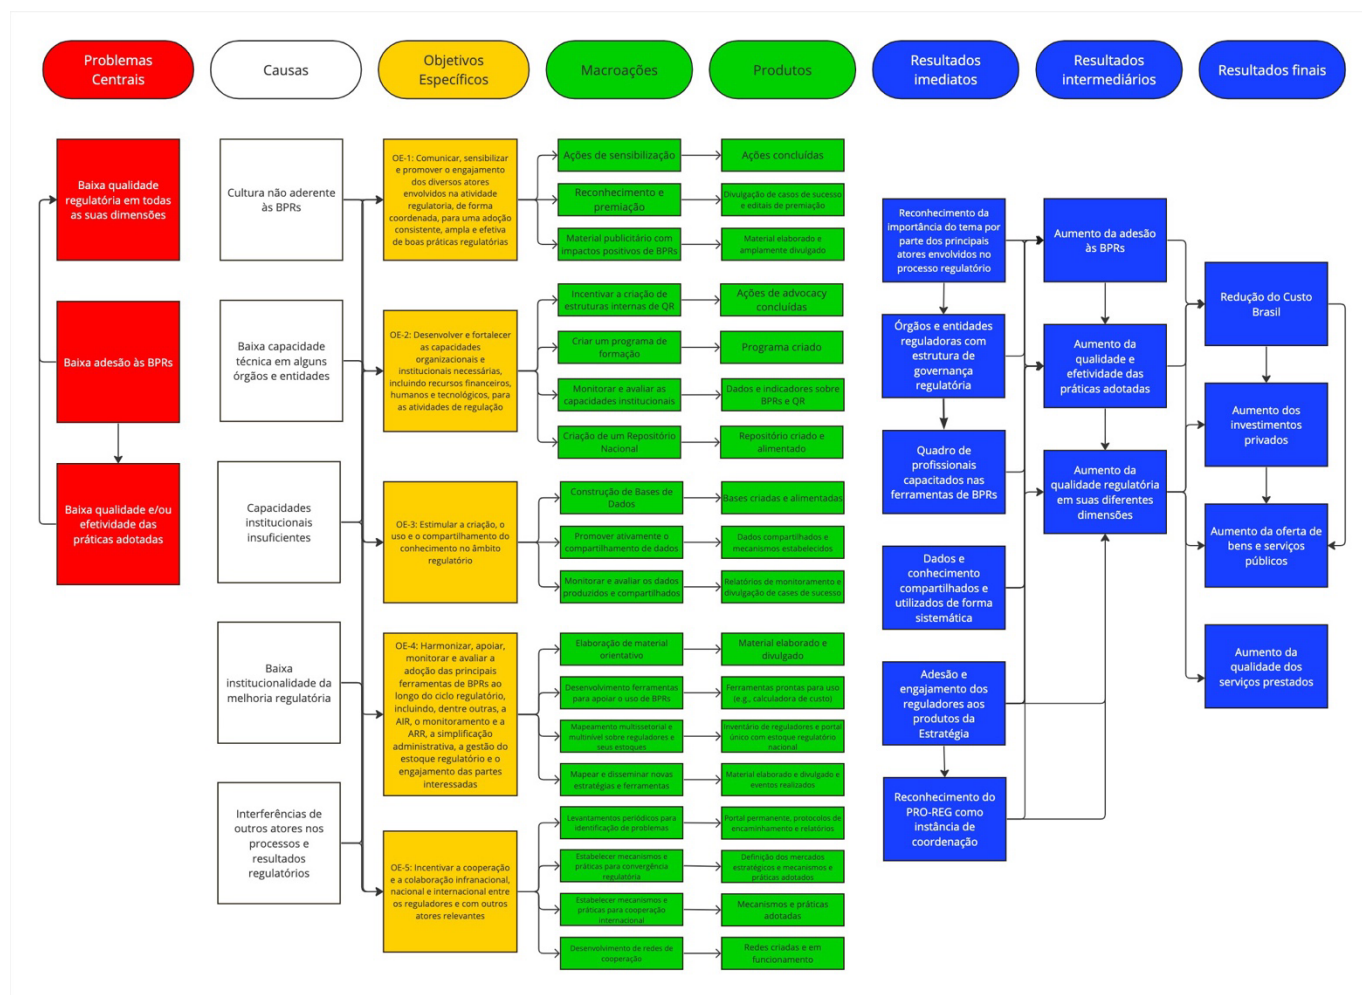 Problemas
Centrais
Causas
Objetivos
Específicos
Macroações
Produtos
Resultados
imediatos
Resultados
intermediários
Resultados finais
Baixa qualidade
regulatória em todas
as suas dimensões
Baixa adesão às BPRs
Baixa qualidade e/ou
efetividade das
práticas adotadas
Cultura não aderente
às BPRs
Baixa capacidade
técnica em alguns
órgãos e entidades
Capacidades
institucionais
insuficientes
Baixa
institucionalidade da
melhoria regulatória
Interferências de
outros atores nos
processos e
resultados
regulatórios
OE-1: Comunicar, sensibilizar
e promover o engajamento
dos diversos atores
envolvidos na atividade
regulatoria, de forma
coordenada, para uma adoção
consistente, ampla e efetiva
de boas práticas regulatórias
OE-2: Desenvolver e fortalecer
as capacidades
organizacionais e
institucionais necessárias,
incluindo recursos financeiros,
humanos e tecnológicos, para
as atividades de regulação
OE-3: Estimular a criação, o
uso e o compartilhamento do
conhecimento no âmbito
regulatório
OE-4: Harmonizar, apoiar,
monitorar e avaliar a
adoção das principais
ferramentas de BPRs ao
longo do ciclo regulatório,
incluindo, dentre outras, a
AIR, o monitoramento e a
ARR, a simplificação
administrativa, a gestão do
estoque regulatório e o
engajamento das partes
interessadas
OE-5: Incentivar a cooperação
e a colaboração infranacional,
nacional e internacional entre
os reguladores e com outros
atores relevantes
Ações de sensibilização
Reconhecimento e
premiação
Material publicitário com
impactos positivos de BPRs
Incentivar a criação de
estruturas internas de QR
Criar um programa de
formação
Monitorar e avaliar as
capacidades institucionais
Criação de um Repositório
Nacional
Construção de Bases de
Dados
Promover ativamente o
compartilhamento de dados
Monitorar e avaliar os dados
produzidos e compartilhados
Elaboração de material
orientativo
Desenvolvimento ferramentas
para apoiar o uso de BPRs
Mapeamento multissetorial e
multinível sobre reguladores e
seus estoques
Mapear e disseminar novas
estratégias e ferramentas
Levantamentos periódicos para
identificação de problemas
Estabelecer mecanismos e
práticas para convergência
regulatória
Estabelecer mecanismos e
práticas para cooperação
internacional
Desenvolvimento de redes de
cooperação
Ações concluídas
Divulgação de casos de sucesso
e editais de premiação
Material elaborado e
amplamente divulgado
Ações de advocacy
concluídas
Programa criado
Dados e indicadores sobre
BPRs e QR
Repositório criado e
alimentado
Bases criadas e alimentadas
Dados compartilhados e
mecanismos estabelecidos
Relatórios de monitoramento e
divulgação de cases de sucesso
Material elaborado e
divulgado
Ferramentas prontas para uso
(e.g., calculadora de custo)
Inventário de reguladores e portal
único com estoque regulatório
nacional
Material elaborado e divulgado e
eventos realizados
Portal permanente, protocolos de
encaminhamento e relatórios
Definição dos mercados
estratégicos e mecanismos e
práticas adotados
Mecanismos e práticas
adotadas
Redes criadas e em
funcionamento
Reconhecimento da
importância do tema por
parte dos principais
atores envolvidos no
processo regulatório
Órgãos e entidades
reguladoras com
estrutura de
governança
regulatória
Quadro de
profissionais
capacitados nas
ferramentas de BPRs
Dados e
conhecimento
compartilhados e
utilizados de forma
sistemática
Adesão e
engajamento dos
reguladores aos
produtos da
Estratégia
Reconhecimento do
PRO-REG como
instância de
coordenação
Aumento da adesão
às BPRs
Aumento da
qualidade e
efetividade das
práticas adotadas
Aumento da
qualidade regulatória
em suas diferentes
dimensões
Redução do Custo
Brasil
Aumento dos
investimentos
privados
Aumento da oferta de
bens e serviços
públicos
Aumento da
qualidade dos
serviços prestados